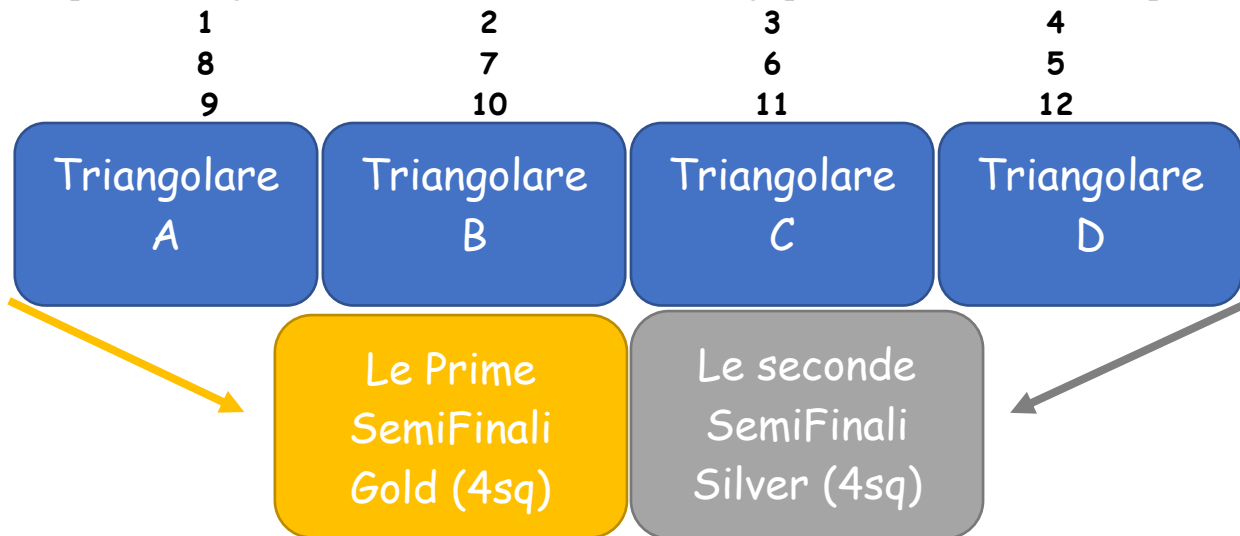 1 2 3 4
8 7 6 5
9 10 11 12
Triangolare Triangolare Triangolare Triangolare
A B C D
Le Prime
SemiFinali
Gold (4sq)
Le seconde
SemiFinali
Silver (4sq)